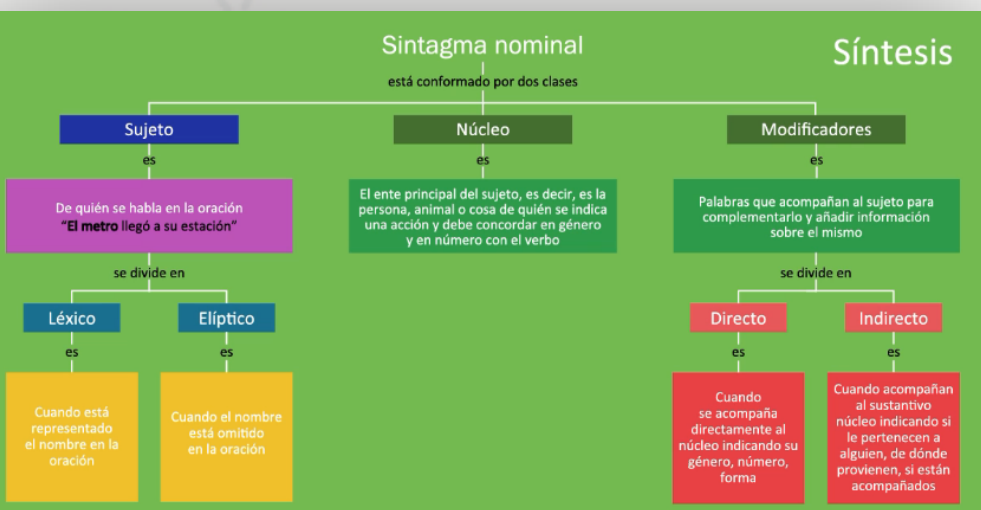 Sintagma nominal
Síntesis
está conformado por dos clases
Sujeto
Núcleo
Modificadores
es
es
es
De quién se habla en la oración
"El metro llegó a su estación"
El ente principal del sujeto, es decir, es la
persona, animal o cosa de quién se indica
una acción y debe concordar en género
y en número con el verbo
Palabras que acompañan al sujeto para
complementarlo y añadir información
sobre el mismo
se divide en
se divide en
Léxico
Elíptico
Directo
Indirecto
es
es
es
es
Cuando está
representado
el nombre en la
oración
Cuando el nombre
está omitido
en la oración
Cuando
se acompaña
directamente al
núcleo indicando su
género, número,
forma
Cuando acompañan
al sustantivo
núcleo indicando si
le pertenecen a
alguien, de dónde
provienen, si están
acompañados